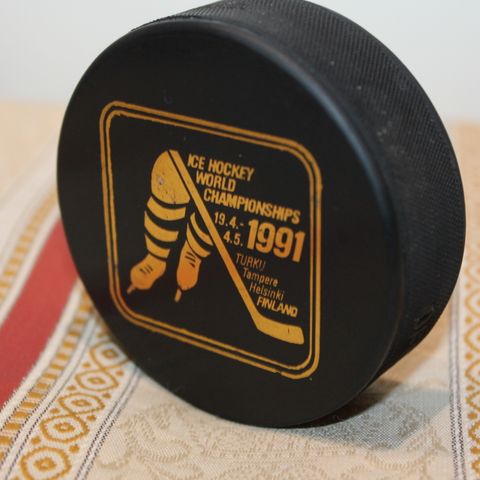 ICE HOCKEY
WORLD
CHAMPIONSHIPS
19.4.-
4.5. 1991
TURKU
Tampere
Helsinki
FINLAND